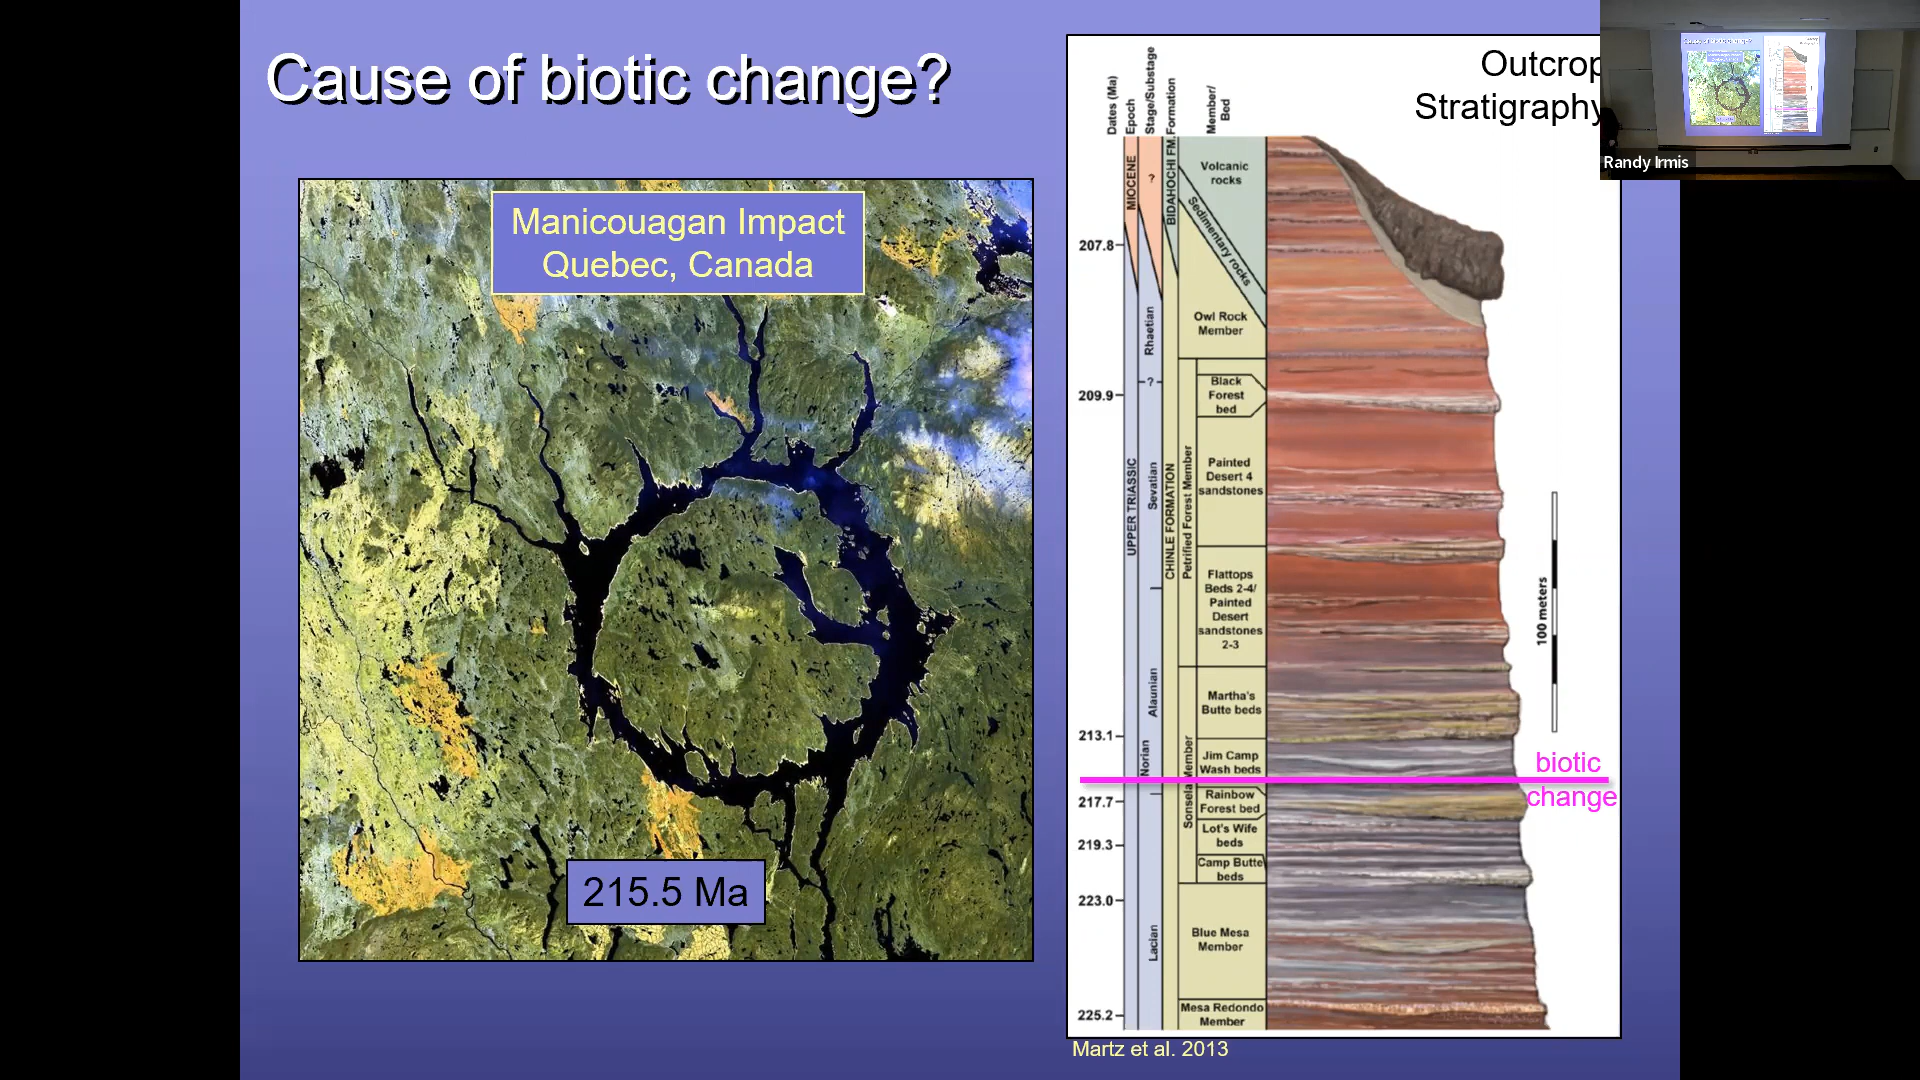 Cause of biotic change?
Manicouagan Impact
Quebec, Canada
215.5 Ma
Outcrop
Stratigraphy
Dates (Ma)
Epoch
Stage/Substage
Formation
Member/
Bed
207.8
209.9
213.1
217.7
219.3
223.0
225.2
MIOCENE
UPPER TRIASSIC
?
Rhaetian
?
Sevatian
Alaunian
Norian
Lacian
BIDAHOCHI FM.
CHINLE FORMATION
Volcanic
rocks
Sedimentary rocks
Owl Rock
Member
Petrified Forest Member
Black
Forest
bed
Painted
Desert 4
sandstones
Flattops
Beds 2-4/
Painted
Desert
sandstones
2-3
Sonsela Member
Martha's
Butte beds
Jim Camp
Wash beds
Rainbow
Forest bed
Lot's Wife
beds
Camp Butte
beds
Blue Mesa
Member
Mesa Redondo
Member
100 meters
biotic
change
Martz et al. 2013
Randy Irmis